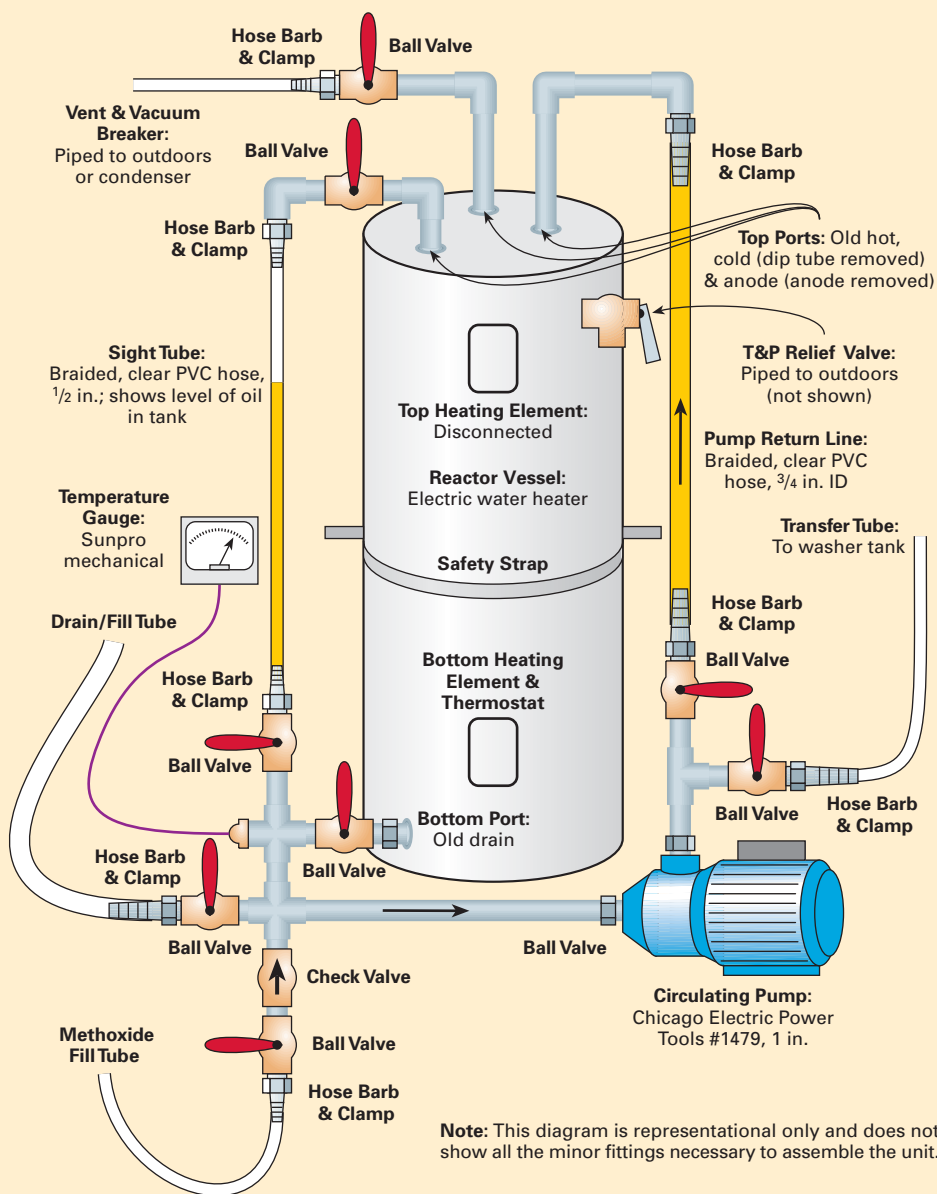 Hose Barb
& Clamp
Ball Valve
Vent & Vacuum
Breaker:
Piped to outdoors
or condenser
Ball Valve
Hose Barb
& Clamp
Hose Barb
& Clamp
Top Ports: Old hot,
cold (dip tube removed)
& anode (anode removed)
Sight Tube:
Braided, clear PVC hose,
1/2 in.; shows level of oil
in tank
T&P Relief Valve:
Piped to outdoors
(not shown)
Top Heating Element:
Disconnected
Pump Return Line:
Braided, clear PVC
hose, 3/4 in. ID
Reactor Vessel:
Electric water heater
Temperature
Gauge:
Sunpro
mechanical
Transfer Tube:
To washer tank
Safety Strap
Drain/Fill Tube
Hose Barb
& Clamp
Ball Valve
Bottom Heating
Element &
Thermostat
Hose Barb
& Clamp
Ball Valve
Ball Valve
Hose Barb
& Clamp
Bottom Port:
Old drain
Ball Valve
Hose Barb
& Clamp
Ball Valve
Ball Valve
Check Valve
Circulating Pump:
Chicago Electric Power
Tools #1479, 1 in.
Methoxide
Fill Tube
Ball Valve
Hose Barb
& Clamp
Note: This diagram is representational only and does not
show all the minor fittings necessary to assemble the unit.